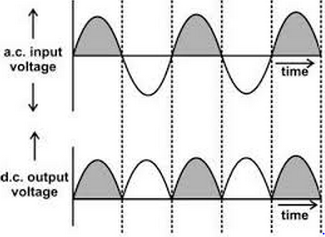 a.c. input
voltage
time
d.c. output
voltage
time